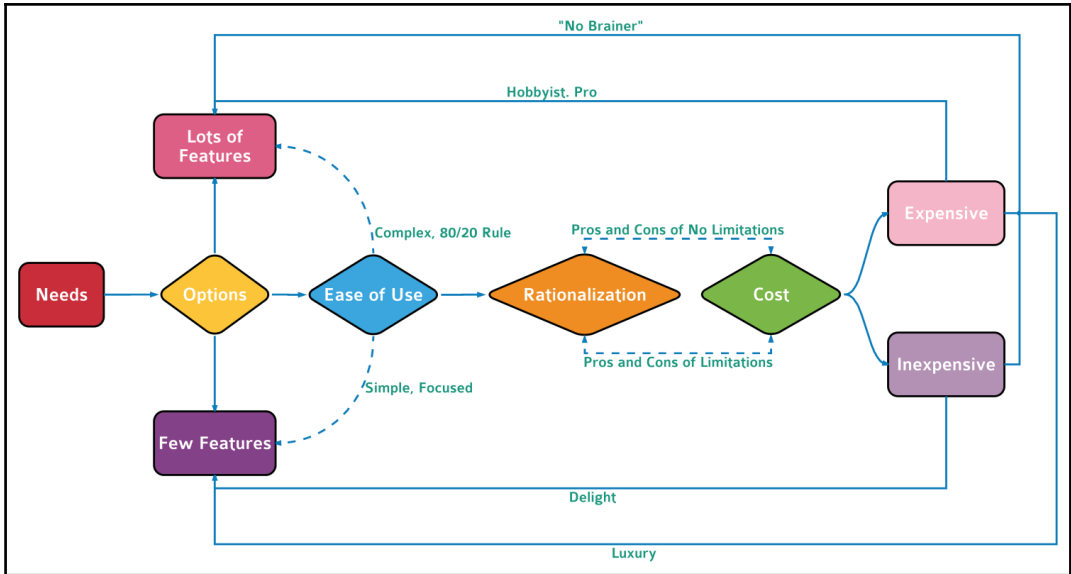 "No Brainer"
Hobbyist. Pro
Lots of
Features
Complex, 80/20 Rule
Pros and Cons of No Limitations
Expensive
Needs
Options
Ease of Use
Rationalization
Cost
Pros and Cons of Limitations
Inexpensive
Simple, Focused
Few Features
Delight
Luxury